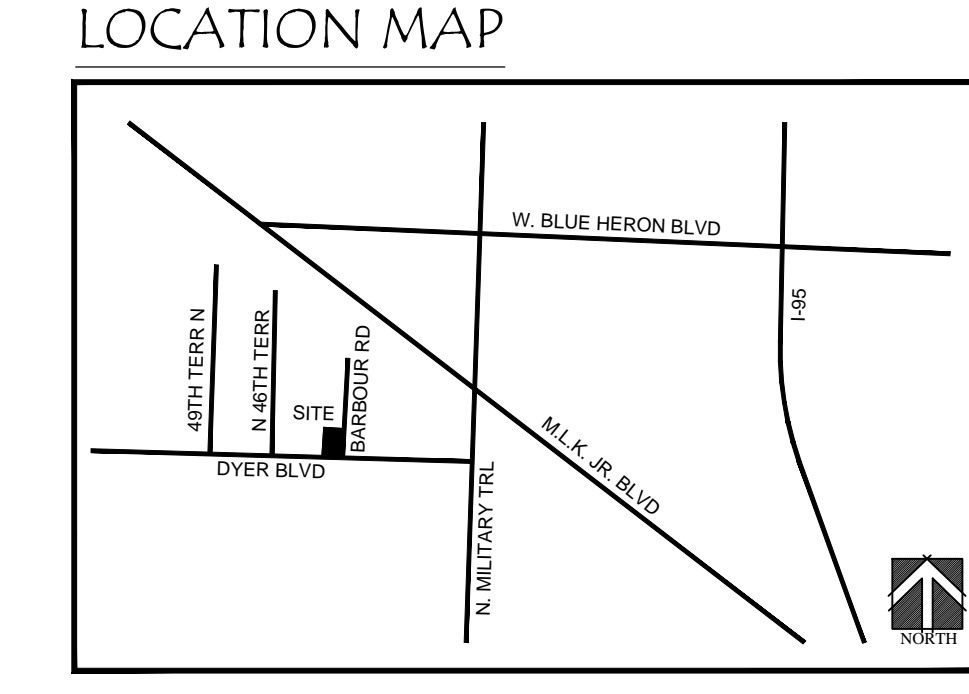 LOCATION MAP
W. BLUE HERON BLVD
I-95
49TH TERR N
N 46TH TERR
SITE
BARBOUR RD
DYER BLVD
M.L.K. JR. BLVD
N. MILITARY TRL
NORTH